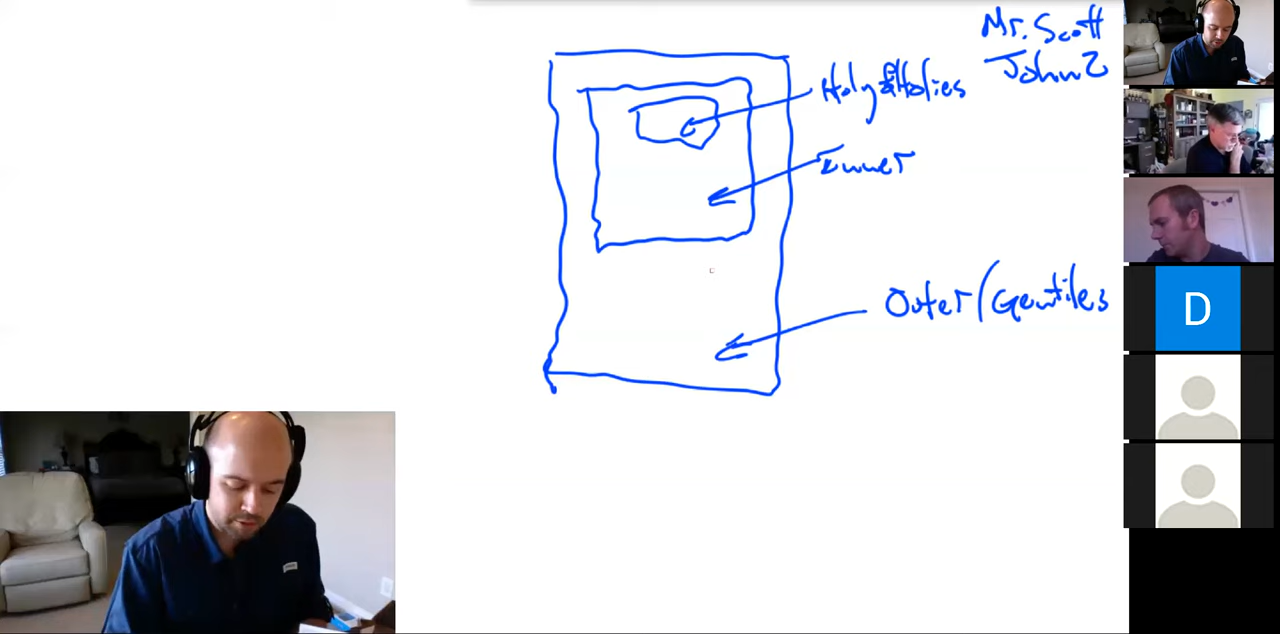 Mr. Scott
John 2
Holy of Holies
Inner
Outer/Gentiles
D